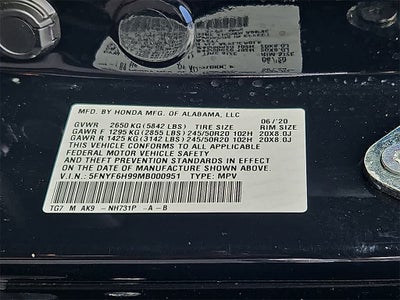 MFD. BY HONDA MFG. OF ALABAMA, LLC. 06/20
GVWR 2650 KG(5842 LBS) TIRE SIZE RIM SIZE
GAWR F 1295 KG(2855 LBS) 245/50R20 102H 20X8.0J
GAWR R 1425 KG(3142 LBS) 245/50R20 102H 20X8.0J
THIS VEHICLE CONFORMS TO ALL APPLICABLE
FEDERAL MOTOR VEHICLE SAFETY, BUMPER,
AND THEFT PREVENTION STANDARDS IN EFFECT
ON THE DATE OF MANUFACTURE SHOWN ABOVE.
V.I.N.: 5FNYF6H99MB000951 TYPE: MPV
TG7 M AK9 -NH731P -A -B